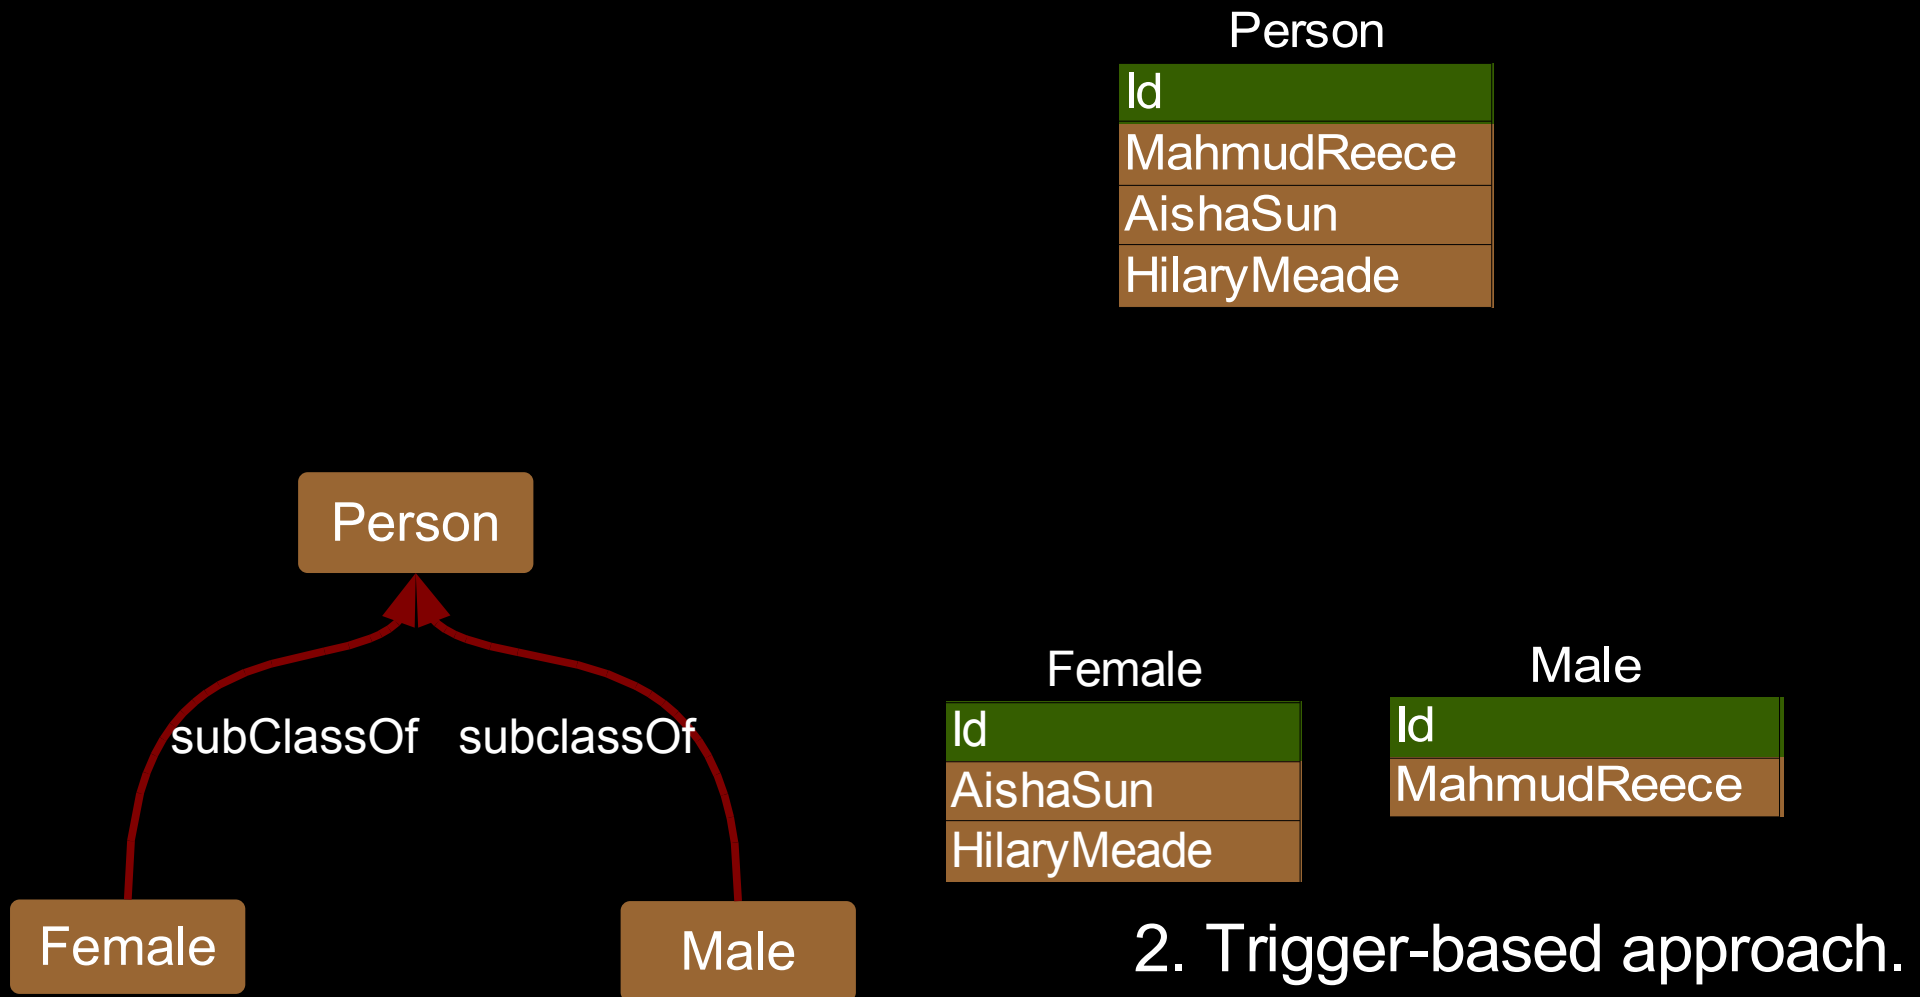 Person
Id
MahmudReece
AishaSun
HilaryMeade
Person
subClassOf
subclassOf
Female
Male
Female
Id
AishaSun
HilaryMeade
Male
Id
MahmudReece
2. Trigger-based approach.